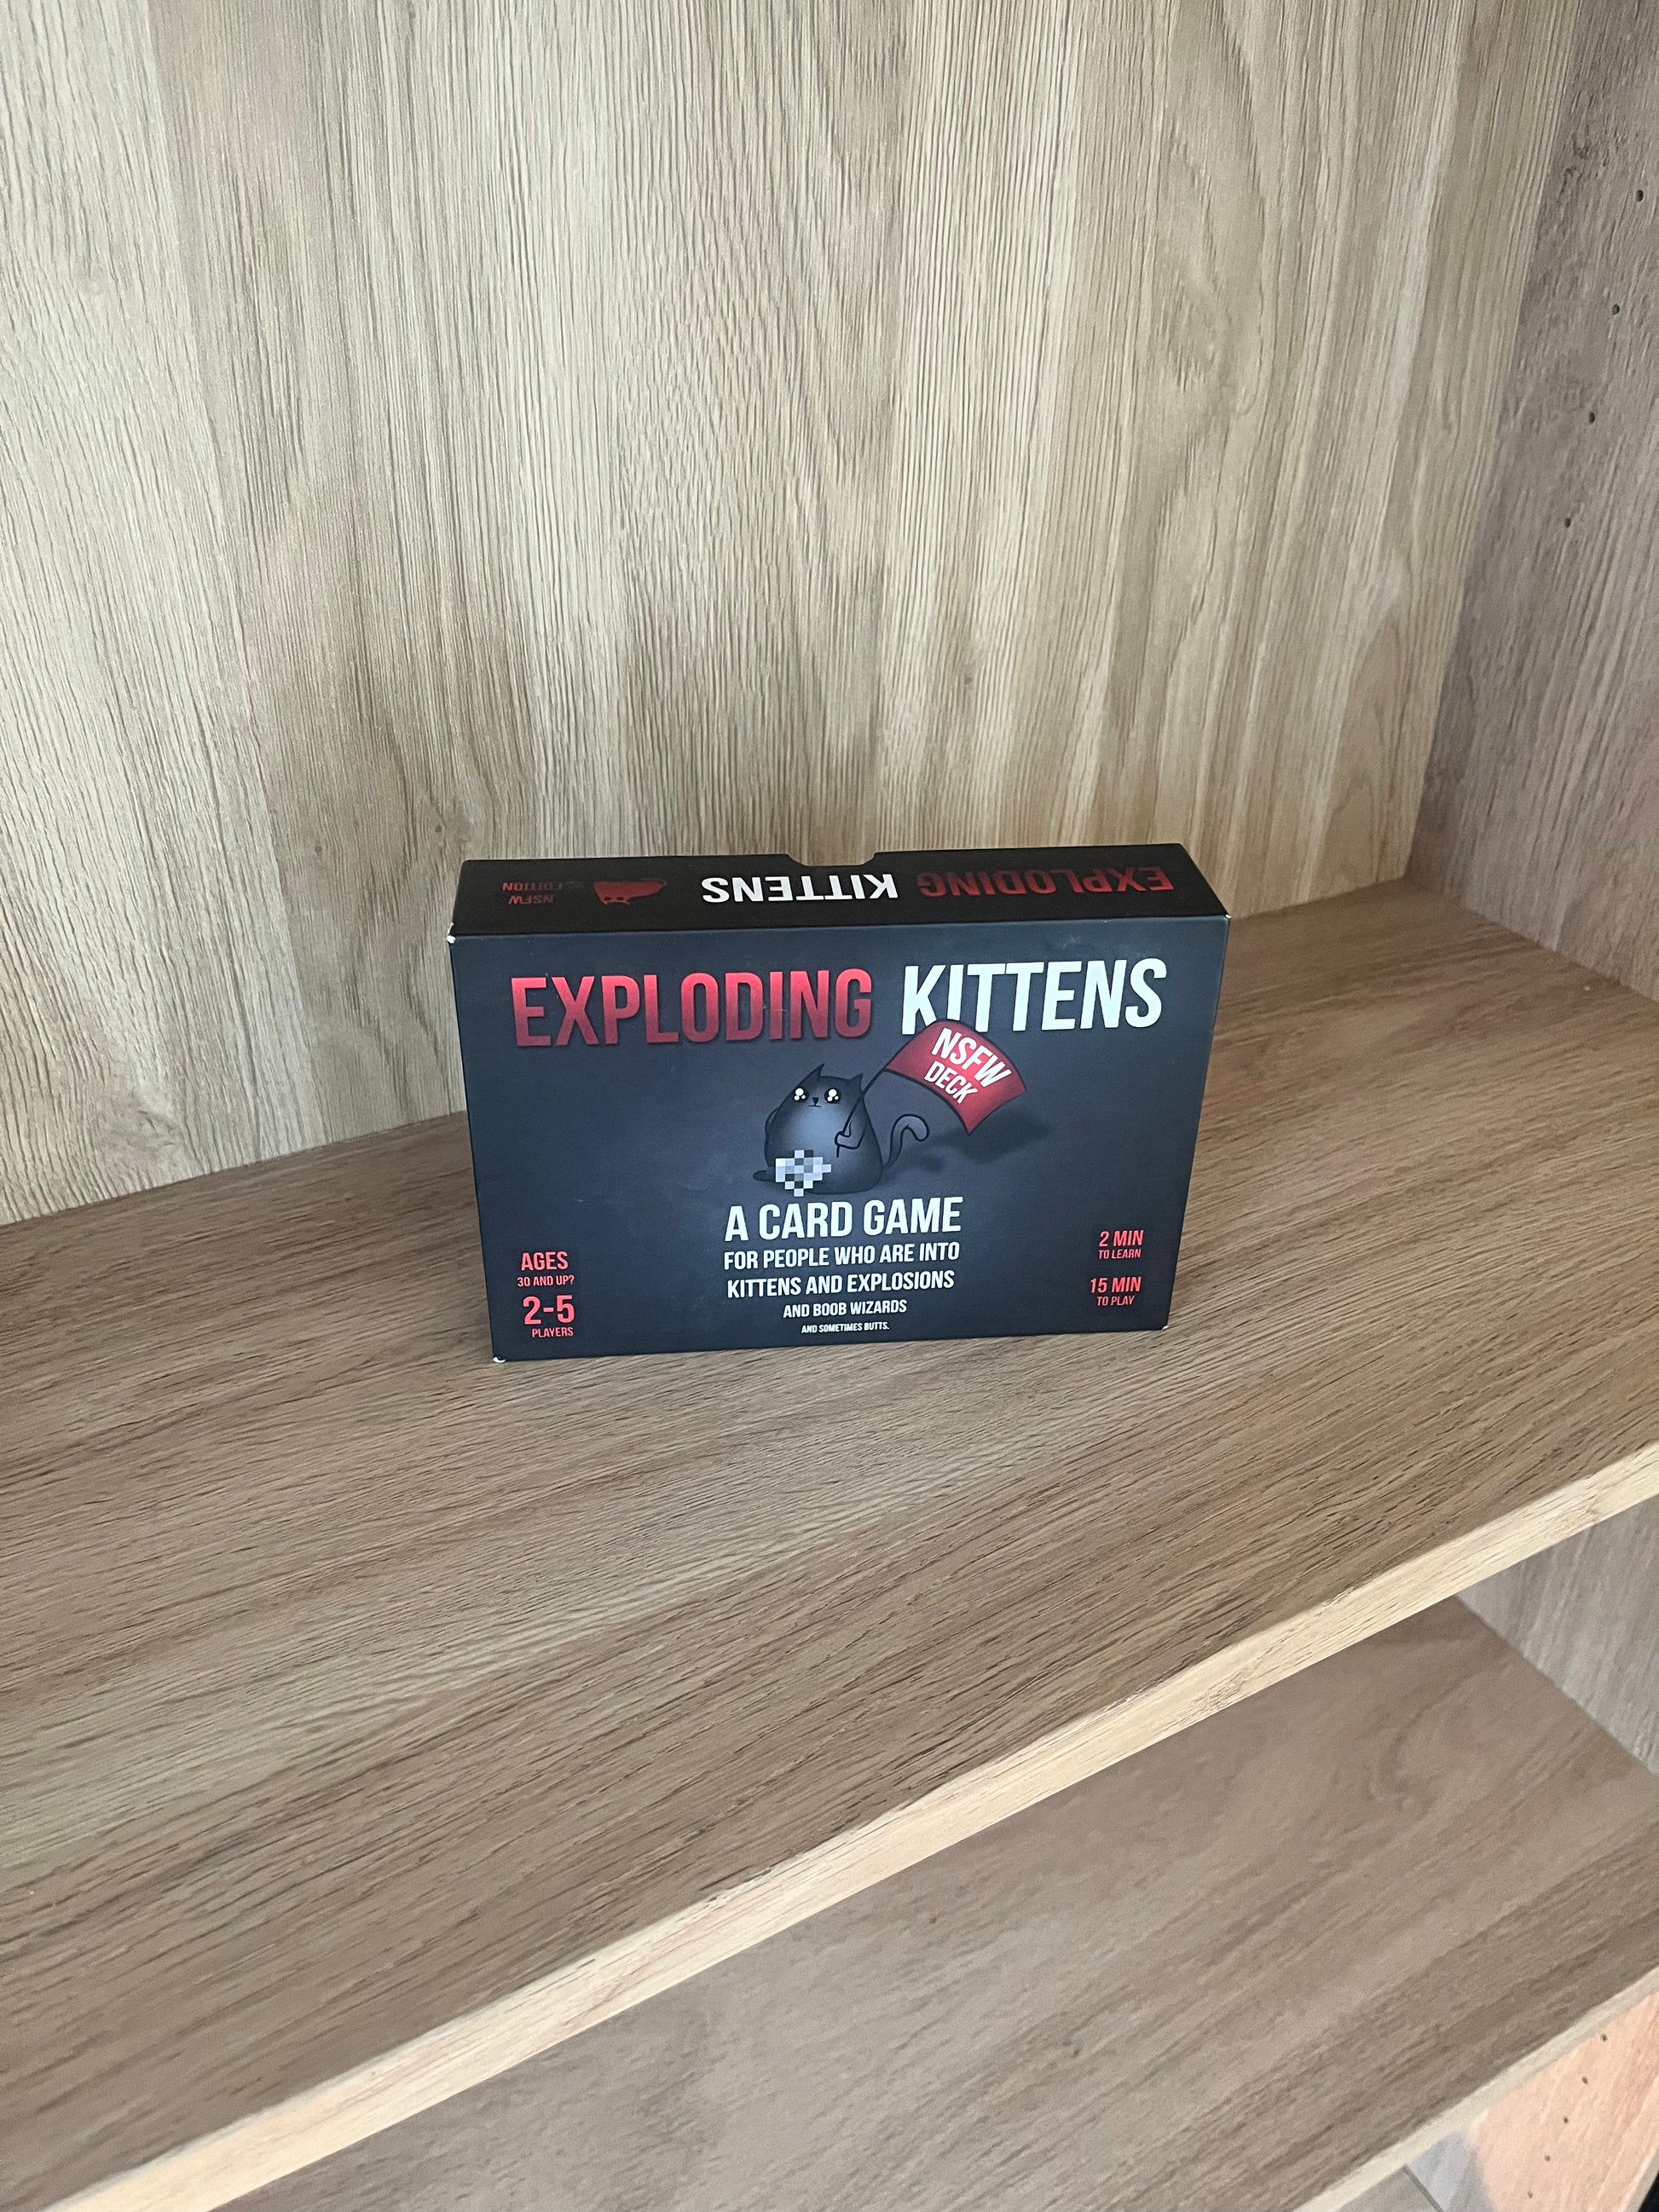 EXPLODING KITTENS
NSFW
EDITION
EXPLODING KITTENS
NSFW
DECK
A CARD GAME
FOR PEOPLE WHO ARE INTO
KITTENS AND EXPLOSIONS
AND BOOB WIZARDS
AND SOMETIMES BUTTS.
AGES
30 AND UP?
2-5
PLAYERS
2 MIN
TO LEARN
15 MIN
TO PLAY